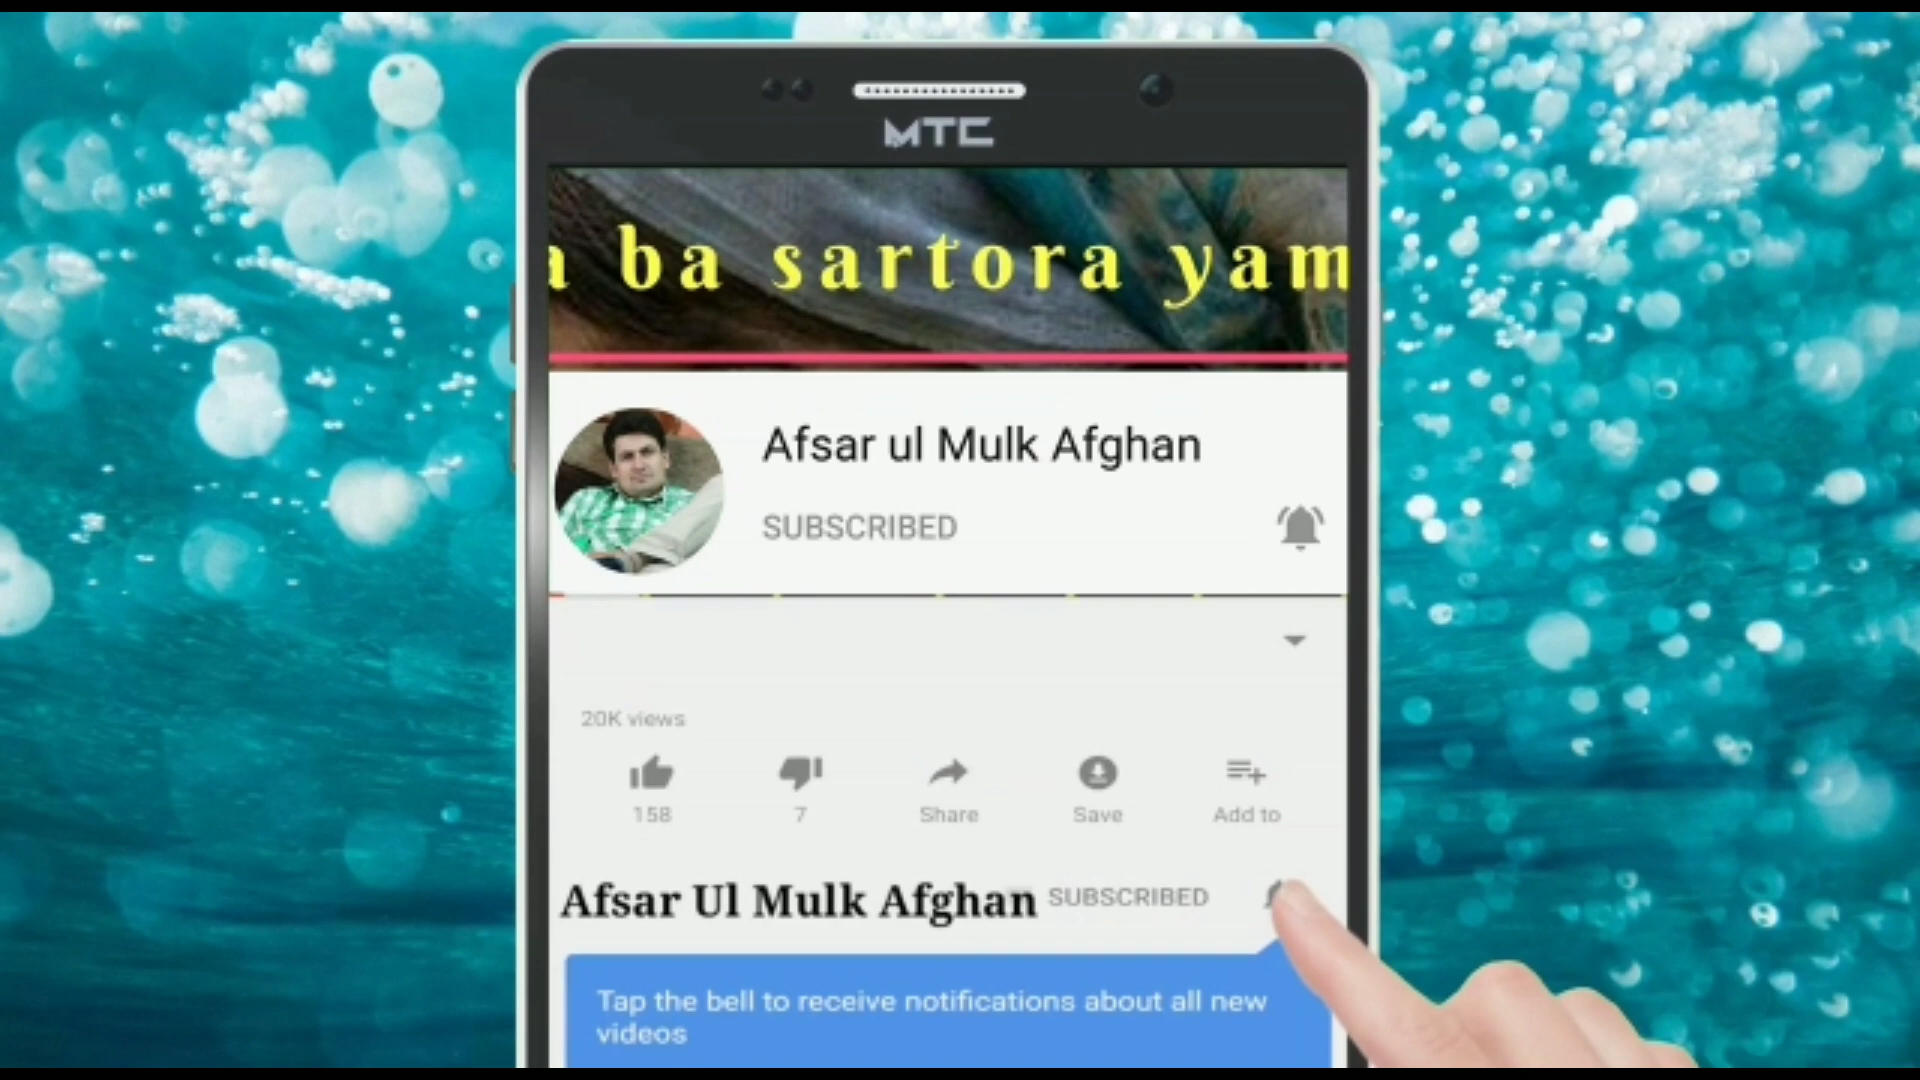 MTC
a ba sartora yam
Afsar ul Mulk Afghan
SUBSCRIBED
20K views
158
7
Share
Save
Add to
Afsar Ul Mulk Afghan SUBSCRIBED
Tap the bell to receive notifications about all new
videos